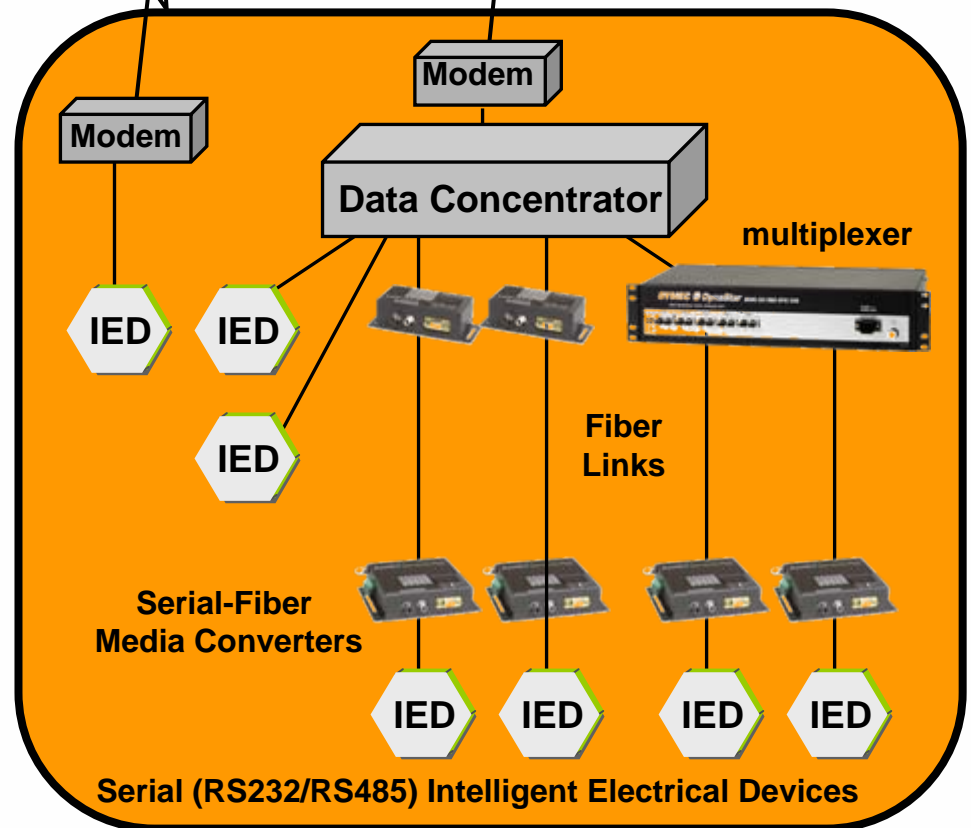 Modem
Modem
Data Concentrator
multiplexer
IED
IED
IED
Fiber
Links
Serial-Fiber
Media Converters
IED
IED
IED
IED
Serial (RS232/RS485) Intelligent Electrical Devices